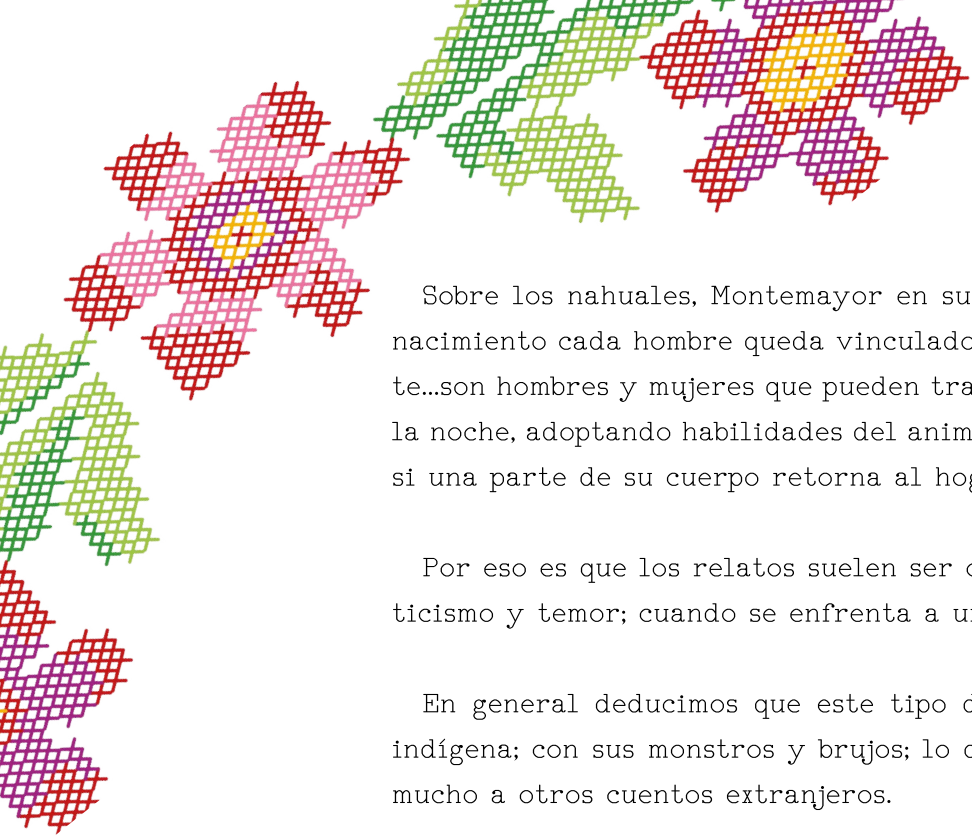 Sobre los nahuales, Montemayor en su
nacimiento cada hombre queda vinculado
te...son hombres y mujeres que pueden
la noche, adoptando habilidades del
si una parte de su cuerpo retorna al
Por eso es que los relatos suelen ser
ticismo y temor; cuando se enfrenta a
En general deducimos que este tipo
indígena; con sus monstros y brujos; lo
mucho a otros cuentos extranjeros.